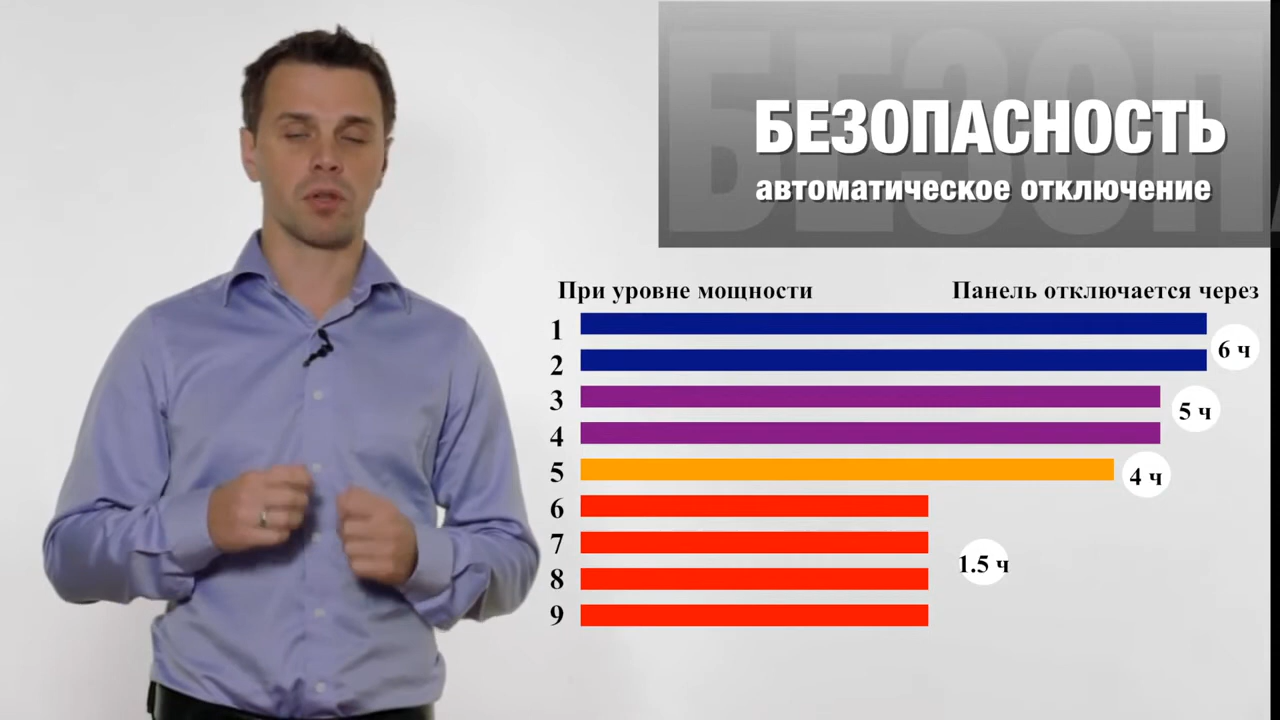 БЕЗОПАСНОСТЬ
автоматическое отключение
При уровне мощности Панель отключается через
1
2
6 ч
3
4
5 ч
5
4 ч
6
7
1.5 ч
8
9